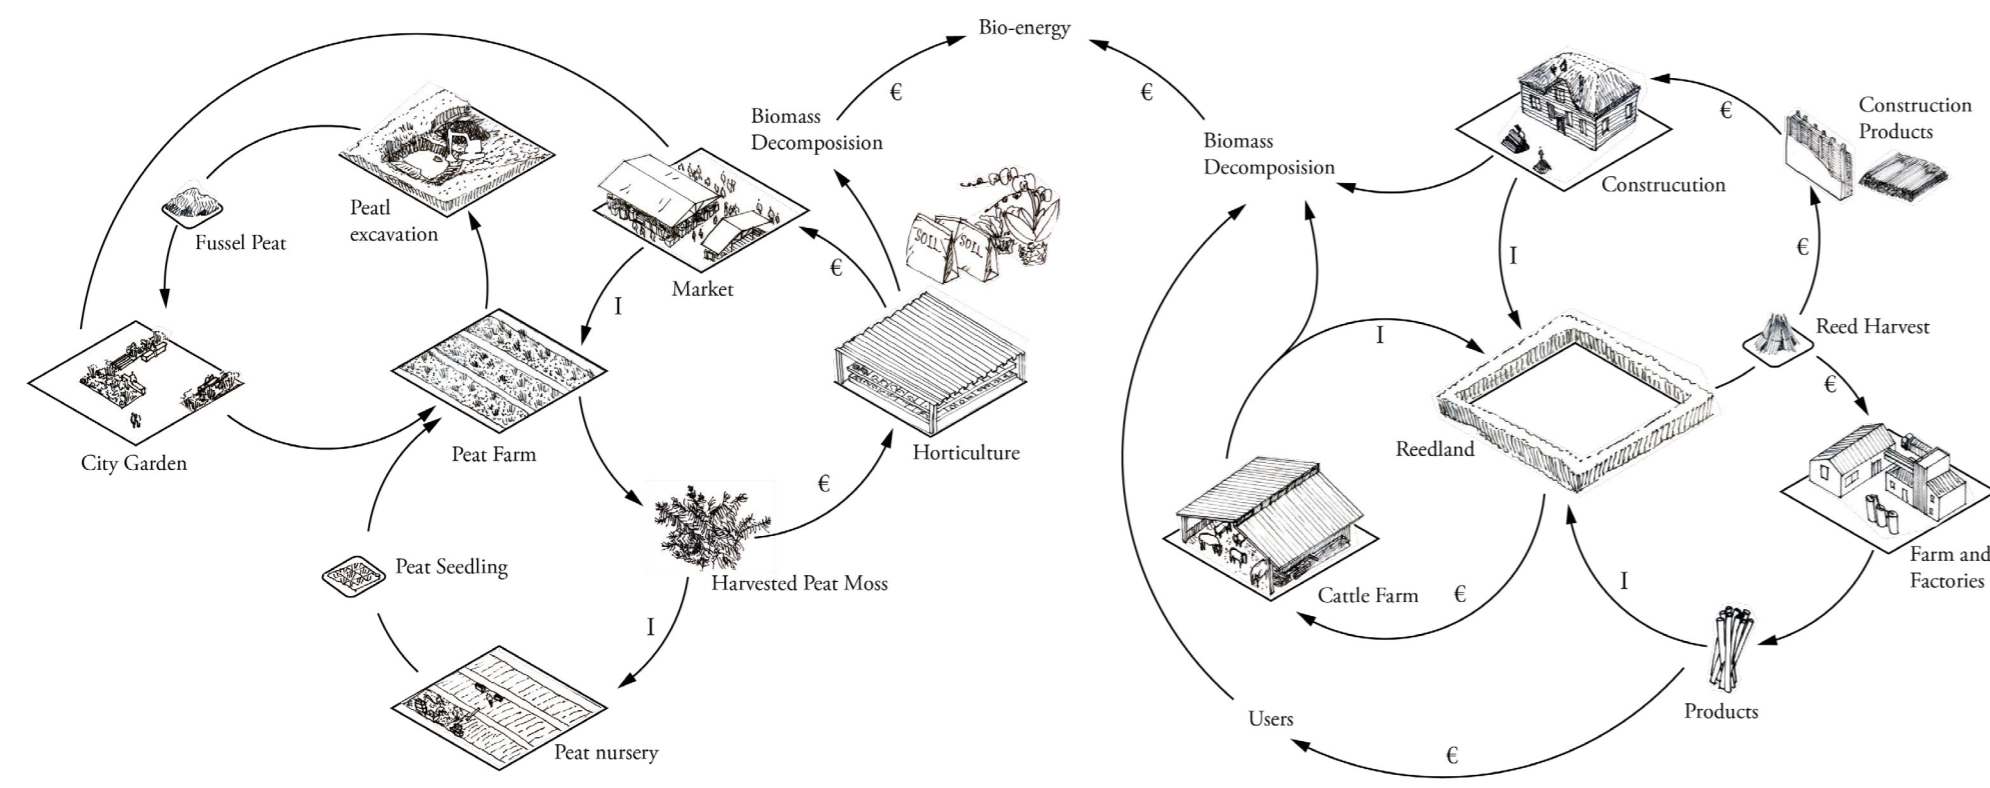 Bio-energy
€
€
Biomass
Decomposision
Biomass
Decomposision
€
Construction
Products
Construcution
Peatl
excavation
Fussel Peat
SOIL
SOIL
€
Market
€
I
I
€
Reed Harvest
I
€
City Garden
Peat Farm
Horticulture
Reedland
€
Harvested Peat Moss
Peat Seedling
Cattle Farm
€
I
Farm and
Factories
I
Products
Users
€
Peat nursery